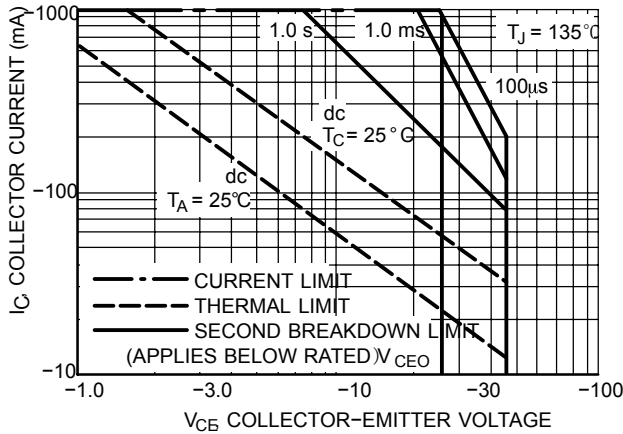 1000
1.0 s
1.0 ms
T_J = 135°C
100µs
dc
T_C = 25°C
dc
T_A = 25°C
−100
−10
I_C, COLLECTOR CURRENT (mA)
CURRENT LIMIT
THERMAL LIMIT
SECOND BREAKDOWN LIMIT
(APPLIES BELOW RATED)V_CEO
−1.0
−3.0
−10
−30
−100
V_CE COLLECTOR−EMITTER VOLTAGE